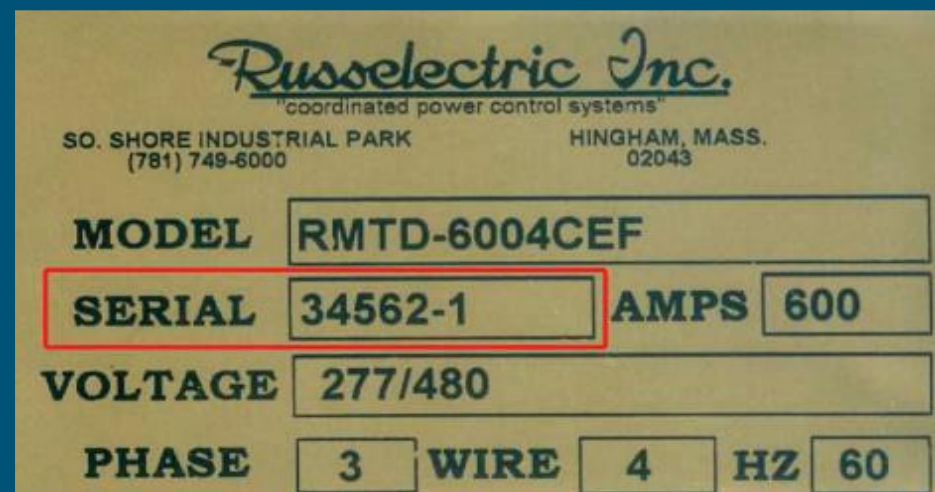 Russelectric Inc.
"coordinated power control systems"
SO. SHORE INDUSTRIAL PARK HINGHAM, MASS.
(781) 749-6000 02043
MODEL RMTD-6004CEF
SERIAL 34562-1 AMPS 600
VOLTAGE 277/480
PHASE 3 WIRE 4 HZ 60